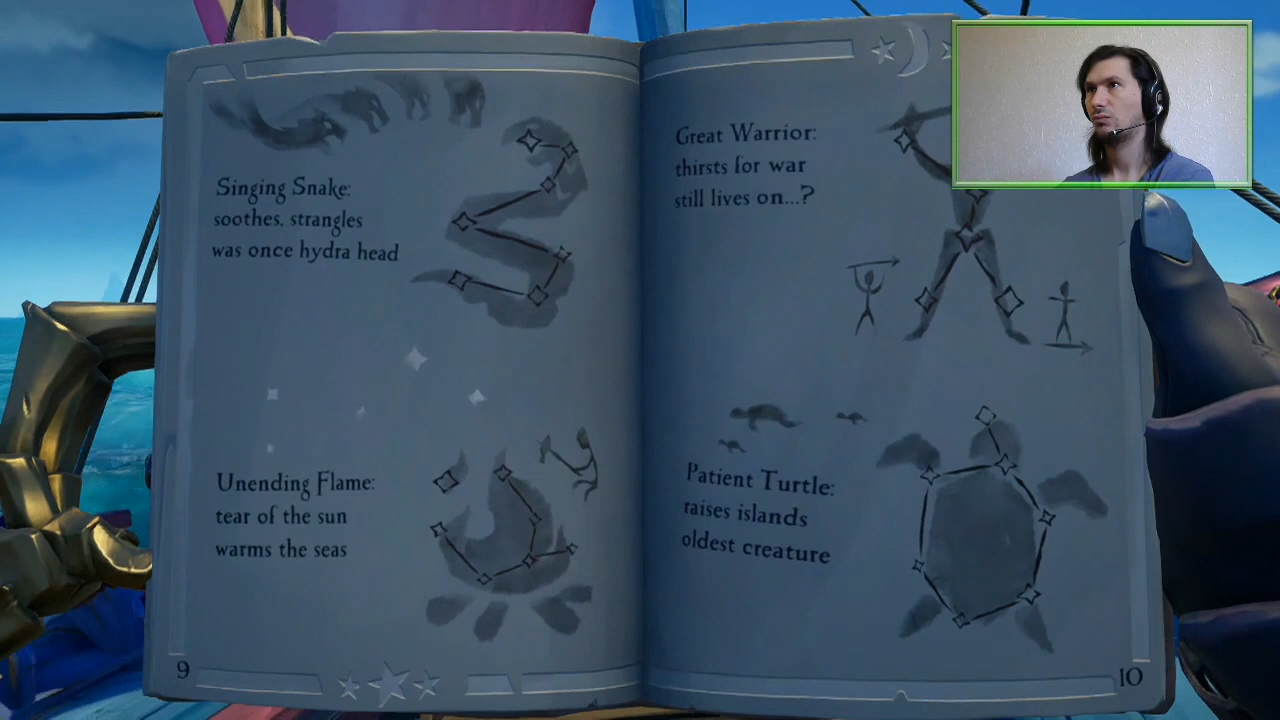 Singing Snake:
soothes, strangles
was once hydra head
Unending Flame:
tear of the sun
warms the seas
9
Great Warrior:
thirsts for war
still lives on...?
Patient Turtle:
raises islands
oldest creature
10